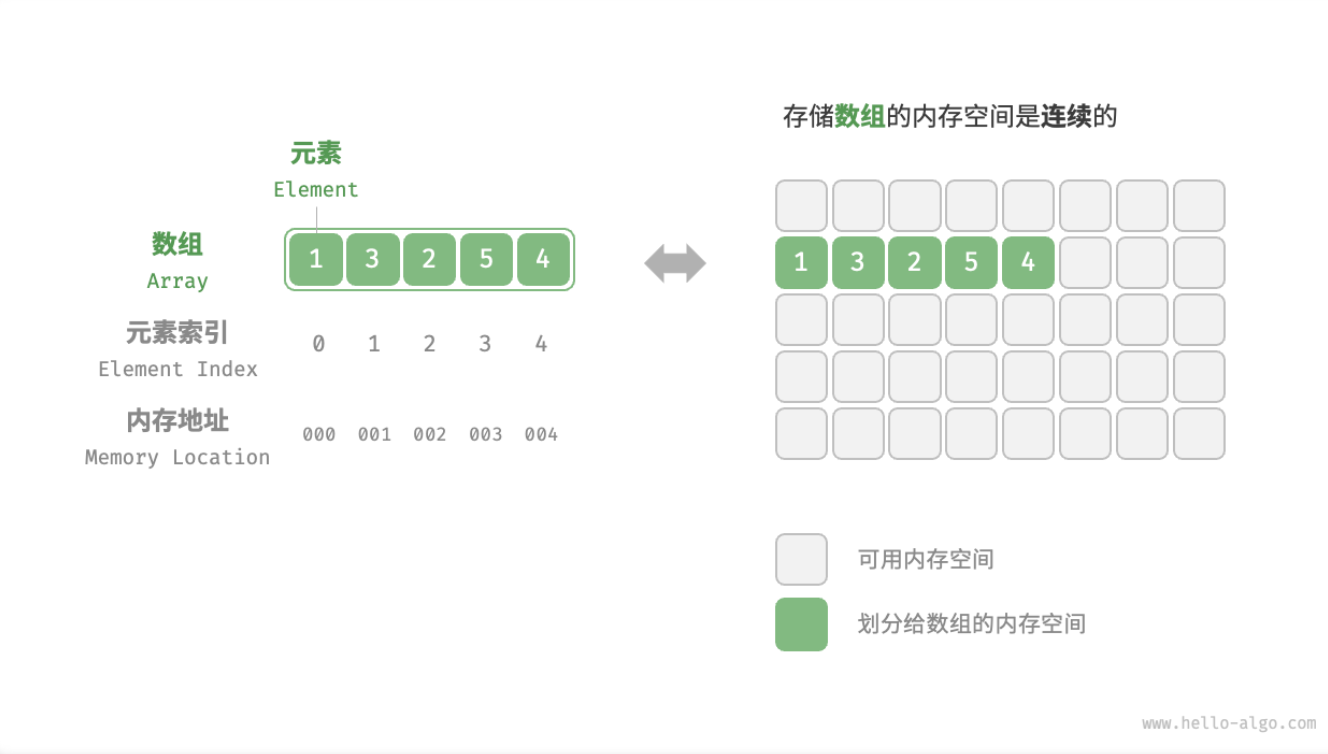 存储数组的内存空间是连续的
元素
Element
数组
Array
1 3 2 5 4
元素索引
Element Index
0 1 2 3 4
内存地址
Memory Location
000 001 002 003 004
1 3 2 5 4
可用内存空间
划分给数组的内存空间
www.hello-algo.com